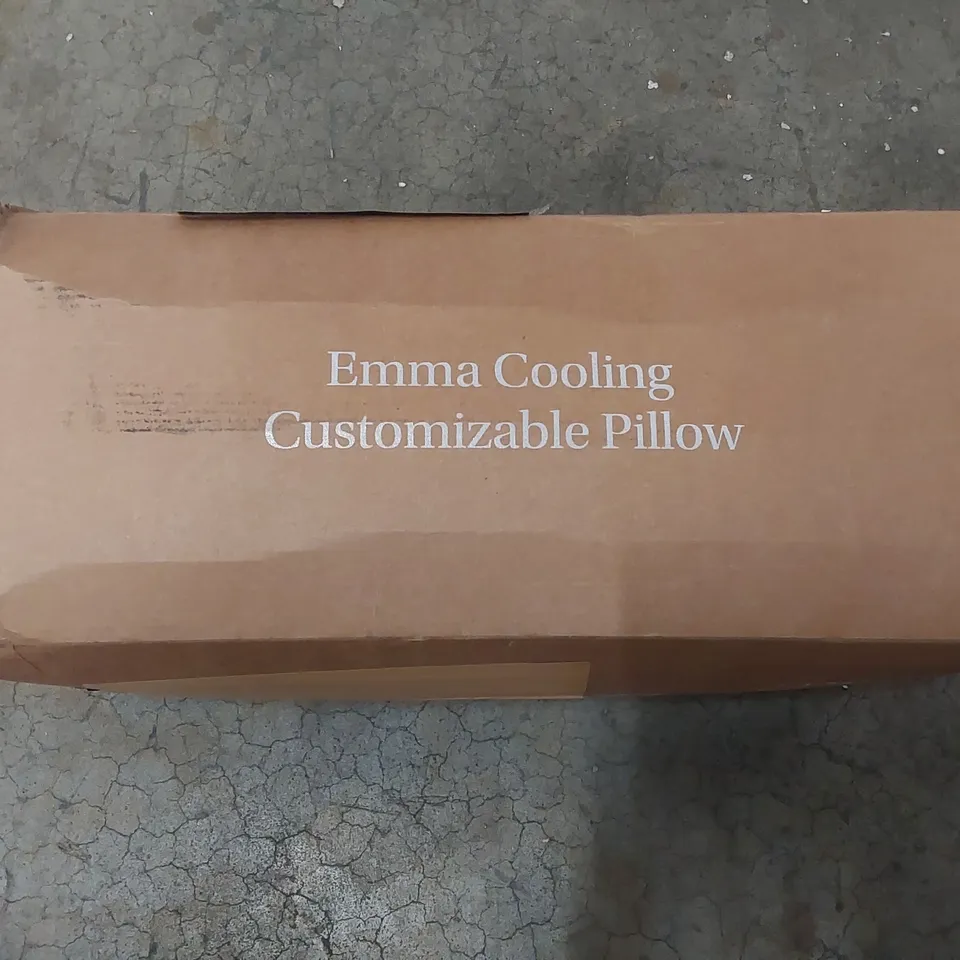 Emma Cooling
Customizable Pillow